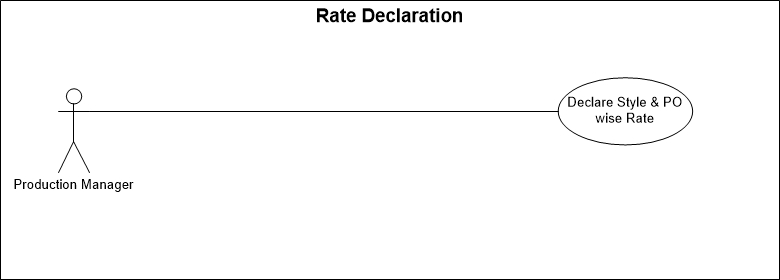 Rate Declaration
Declare Style & PO
wise Rate
Production Manager